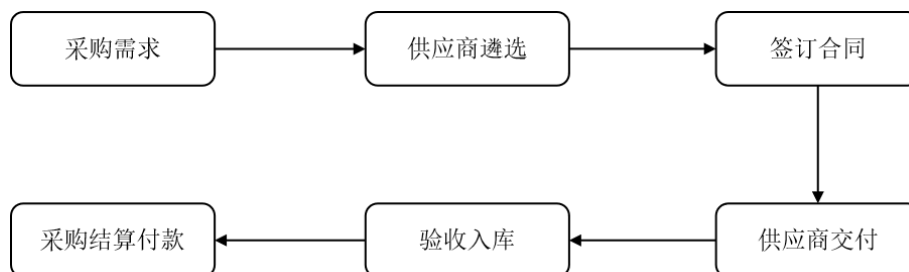 采购需求
供应商遴选
签订合同
供应商交付
验收入库
采购结算付款